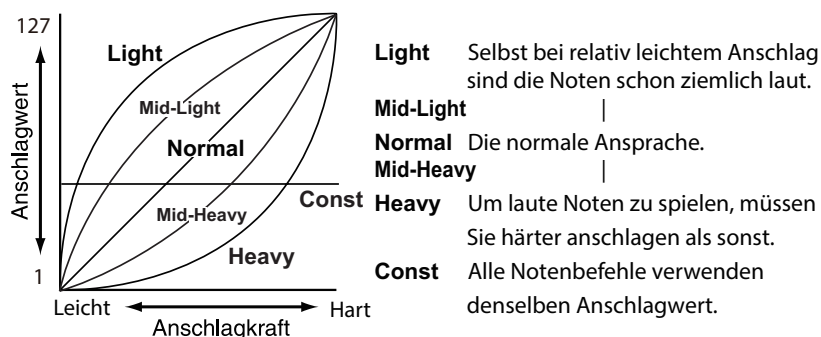 127
Anschlagwert
1
Light
Mid-Light
Normal
Const
Mid-Heavy
Heavy
Leicht
Hart
Anschlagkraft
Light Selbst bei relativ leichtem Anschlag
sind die Noten schon ziemlich laut.
Mid-Light |
Normal Die normale Ansprache.
Mid-Heavy |
Heavy Um laute Noten zu spielen, müssen
Sie härter anschlagen als sonst.
Const Alle Notenbefehle verwenden
denselben Anschlagwert.